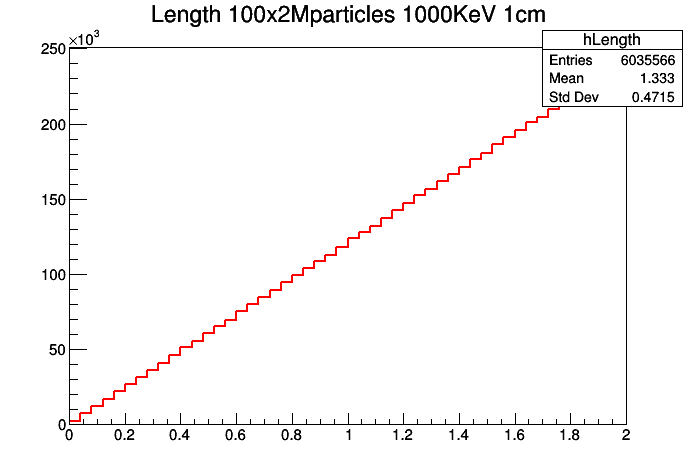 Length 100x2Mparticles 1000KeV 1cm
×10³
hLength
Entries 6035566
Mean 1.333
Std Dev 0.4715
250
200
150
100
50
0
0 0.2 0.4 0.6 0.8 1 1.2 1.4 1.6 1.8 2